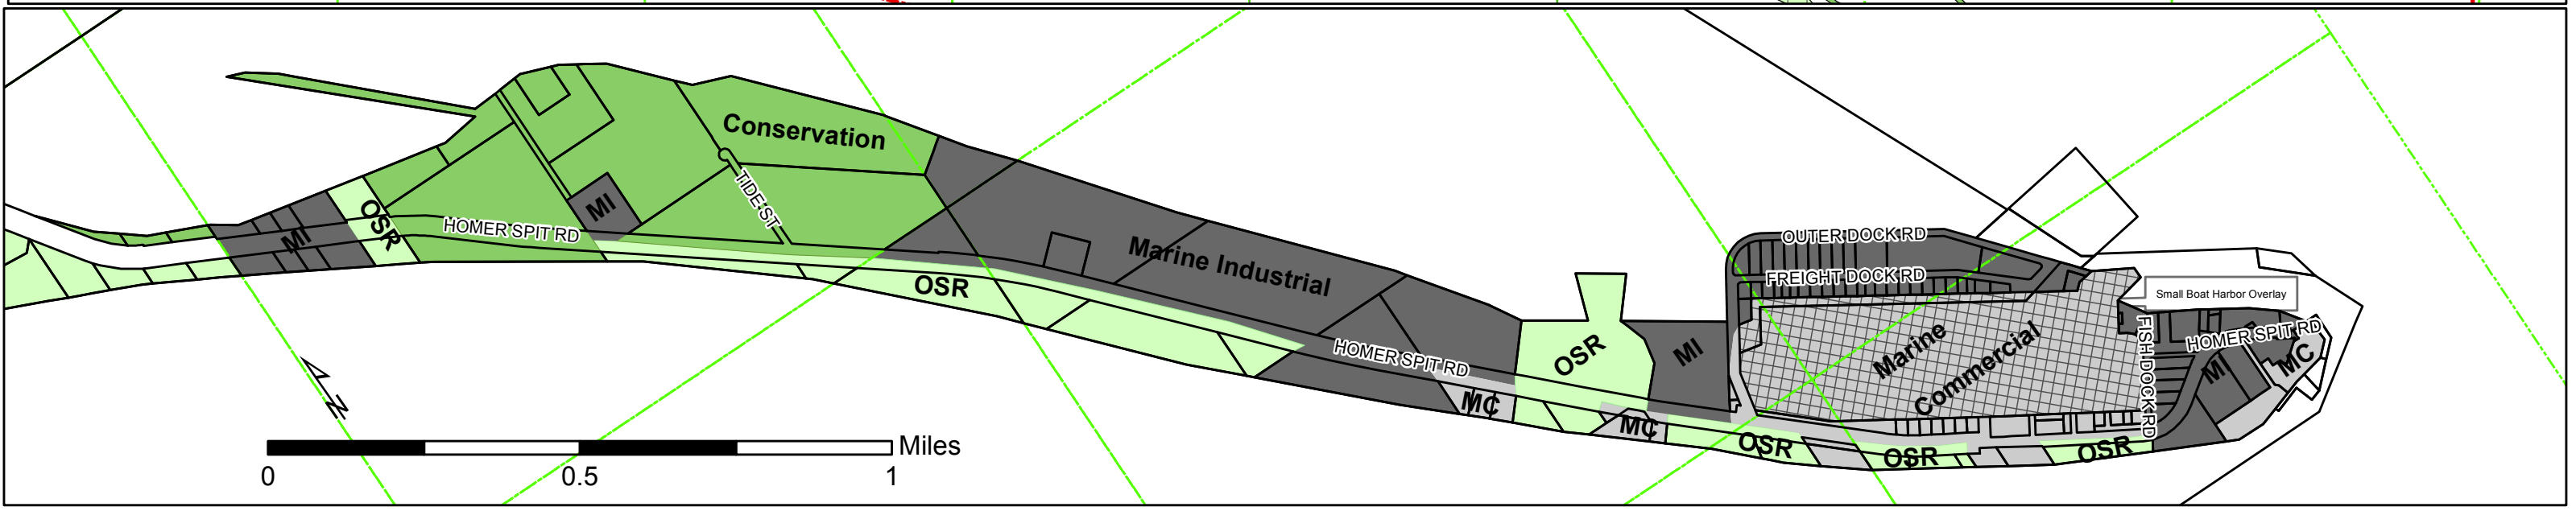 Conservation
MI
OSR
MI
HOMER SPIT RD
TIDE ST
OSR
Marine Industrial
HOMER SPIT RD
MC
OSR
MC
MI
OUTER DOCK RD
FREIGHT DOCK RD
Marine
Commercial
Small Boat Harbor Overlay
FISH DOCK RD
HOMER SPIT RD
MI
MC
OSR
OSR
OSR
N
Miles
0
0.5
1